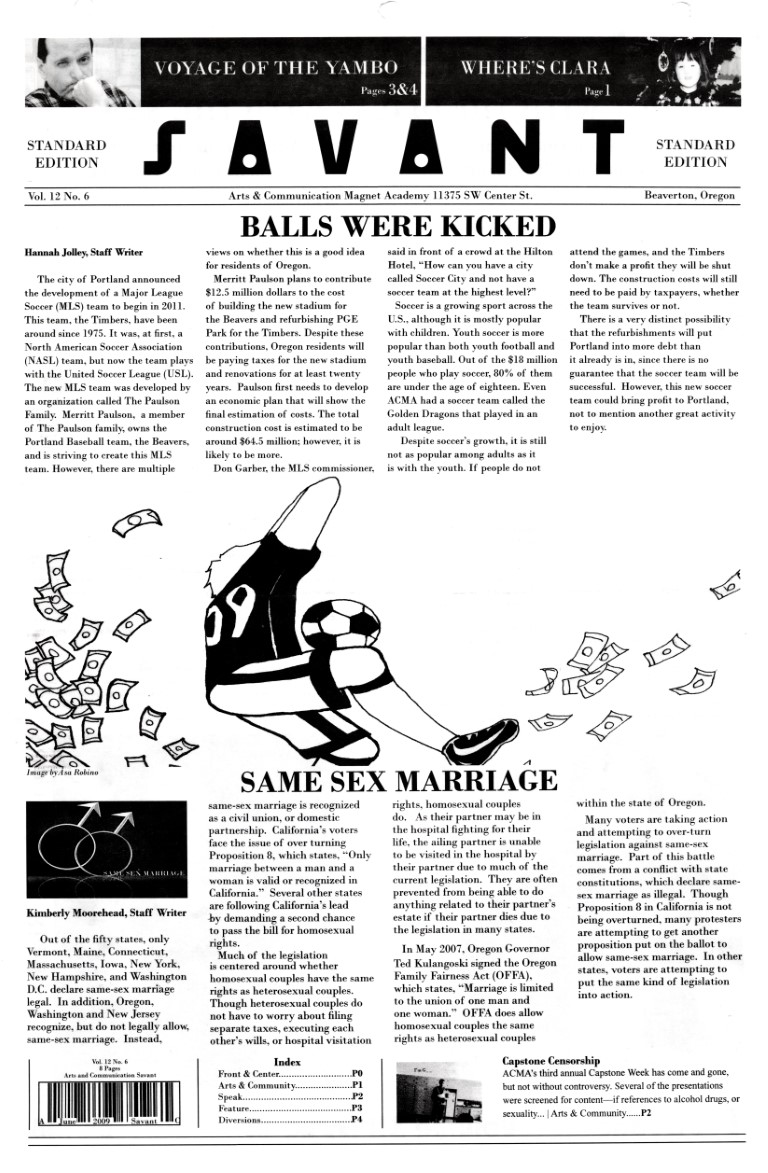 VOYAGE OF THE YAMBO
Pages 3&4
WHERE'S CLARA
Page 1
STANDARD
EDITION
SAVANT
STANDARD
EDITION
Vol. 12 No. 6
Arts & Communication Magnet Academy 11375 SW Center St.
Beaverton, Oregon
BALLS WERE KICKED
Hannah Jolley, Staff Writer
The city of Portland announced
the development of a Major League
Soccer (MLS) team to begin in 2011.
This team, the Timbers, have been
around since 1975. It was, at first, a
North American Soccer Association
(NASL) team, but now the team plays
with the United Soccer League (USL).
The new MLS team was developed by
an organization called The Paulson
Family. Merritt Paulson, a member
of The Paulson family, owns the
Portland Baseball team, the Beavers,
and is striving to create this MLS
team. However, there are multiple
views on whether this is a good idea
for residents of Oregon.
Merritt Paulson plans to contribute
$12.5 million dollars to the cost
of building the new stadium for
the Beavers and refurbishing PGE
Park for the Timbers. Despite these
contributions, Oregon residents will
be paying taxes for the new stadium
and renovations for at least twenty
years. Paulson first needs to develop
an economic plan that will show the
final estimation of costs. The total
construction cost is estimated to be
around $64.5 million; however, it is
likely to be more.
Don Garber, the MLS commissioner,
said in front of a crowd at the Hilton
Hotel, “How can you have a city
called Soccer City and not have a
soccer team at the highest level?”
Soccer is a growing sport across the
U.S., although it is mostly popular
with children. Youth soccer is more
popular than both youth football and
youth baseball. Out of the $18 million
people who play soccer, 80% of them
are under the age of eighteen. Even
ACMA had a soccer team called the
Golden Dragons that played in an
adult league.
Despite soccer's growth, it is still
not as popular among adults as it
is with the youth. If people do not
attend the games, and the Timbers
don't make a profit they will be shut
down. The construction costs will still
need to be paid by taxpayers, whether
the team survives or not.
There is a very distinct possibility
that the refurbishments will put
Portland into more debt than
it already is in, since there is no
guarantee that the soccer team will be
successful. However, this new soccer
team could bring profit to Portland,
not to mention another great activity
to enjoy.
09
Image by Asa Robino
SAME SEX MARRIAGE
SAME SEX MARRIAGE
Kimberly Moorehead, Staff Writer
Out of the fifty states, only
Vermont, Maine, Connecticut,
Massachusetts, Iowa, New York,
New Hampshire, and Washington
D.C. declare same-sex marriage
legal. In addition, Oregon,
Washington and New Jersey
recognize, but do not legally allow,
same-sex marriage. Instead,
same-sex marriage is recognized
as a civil union, or domestic
partnership. California's voters
face the issue of over turning
Proposition 8, which states, “Only
marriage between a man and a
woman is valid or recognized in
California.” Several other states
are following California's lead
by demanding a second chance
to pass the bill for homosexual
rights.
Much of the legislation
is centered around whether
homosexual couples have the same
rights as heterosexual couples.
Though heterosexual couples do
not have to worry about filing
separate taxes, executing each
other's wills, or hospital visitation
rights, homosexual couples
do. As their partner may be in
the hospital fighting for their
life, the ailing partner is unable
to be visited in the hospital by
their partner due to much of the
current legislation. They are often
prevented from being able to do
anything related to their partner's
estate if their partner dies due to
the legislation in many states.
In May 2007, Oregon Governor
Ted Kulangoski signed the Oregon
Family Fairness Act (OFFA),
which states, “Marriage is limited
to the union of one man and
one woman.” OFFA does allow
homosexual couples the same
rights as heterosexual couples
within the state of Oregon.
Many voters are taking action
and attempting to over-turn
legislation against same-sex
marriage. Part of this battle
comes from a conflict with state
constitutions, which declare same-
sex marriage as illegal. Though
Proposition 8 in California is not
being overturned, many protesters
are attempting to get another
proposition put on the ballot to
allow same-sex marriage. In other
states, voters are attempting to
put the same kind of legislation
into action.
Vol. 12 No. 6
8 Pages
Arts and Communication Savant
A June 2009 Savant C
Index
Front & Center..........................P0
Arts & Community.....................P1
Speak.......................................P2
Feature.....................................P3
Diversions.................................P4
Capstone Censorship
ACMA's third annual Capstone Week has come and gone,
but not without controversy. Several of the presentations
were screened for content—if references to alcohol drugs, or
sexuality... | Arts & Community......P2